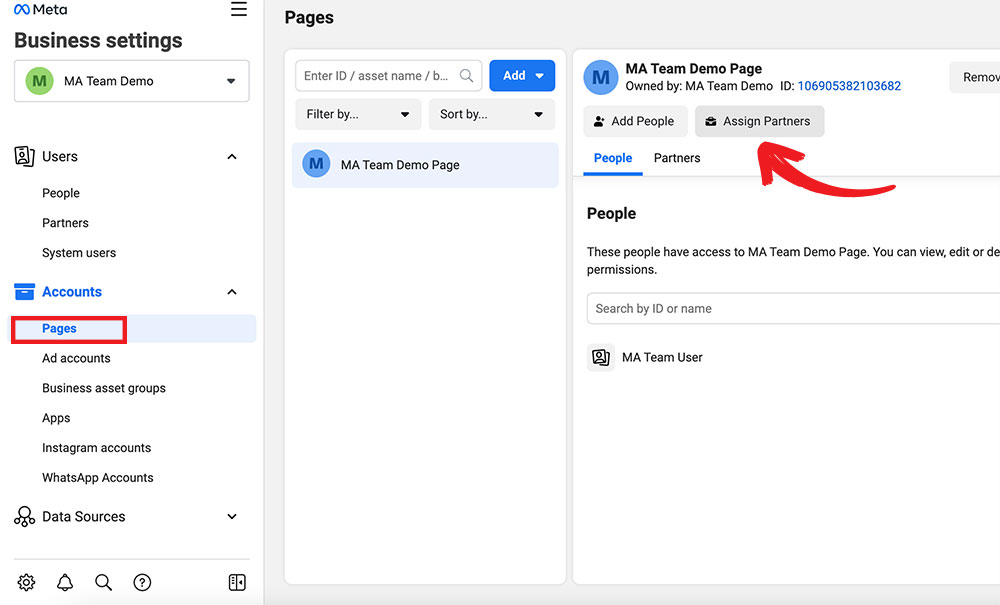 Meta
Business settings
M MA Team Demo
Users
People
Partners
System users
Accounts
Pages
Ad accounts
Business asset groups
Apps
Instagram accounts
WhatsApp Accounts
Data Sources
Pages
Enter ID / asset name / b...
Add
Filter by...
Sort by...
M MA Team Demo Page
M
MA Team Demo Page
Owned by: MA Team Demo ID: 106905382103682
Remov
Add People
Assign Partners
People
Partners
People
These people have access to MA Team Demo Page. You can view, edit or de
permissions.
Search by ID or name
MA Team User